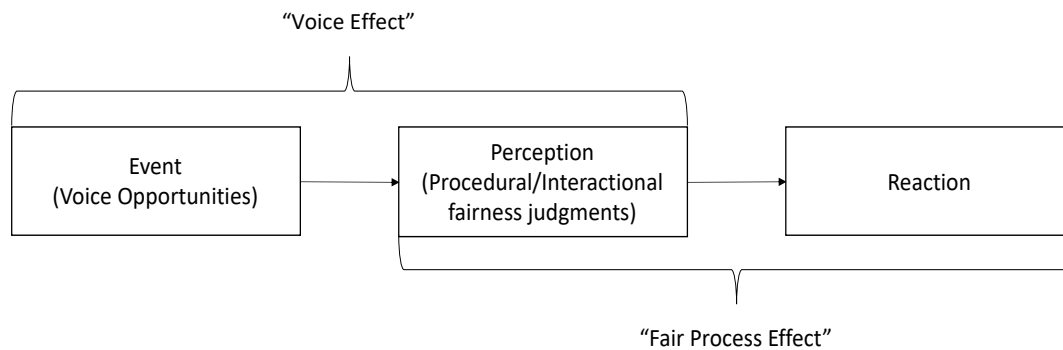 “Voice Effect”
Event
(Voice Opportunities)
Perception
(Procedural/Interactional
fairness judgments)
Reaction
“Fair Process Effect”